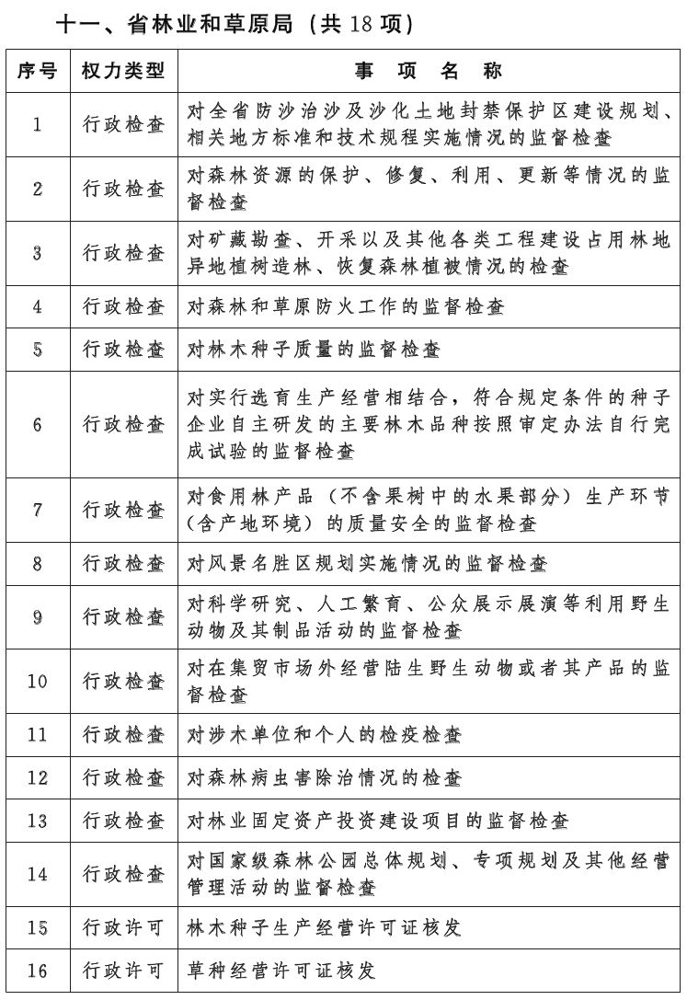 十一、省林业和草原局（共 18 项）
序号 权力类型 事 项 名 称
1 行政检查 对全省防沙治沙及沙化土地封禁保护区建设规划、
相关地方标准和技术规程实施情况的监督检查
2 行政检查 对森林资源的保护、修复、利用、更新等情况的监
督检查
3 行政检查 对矿藏勘查、开采以及其他各类工程建设占用林地
异地植树造林、恢复森林植被情况的检查
4 行政检查 对森林和草原防火工作的监督检查
5 行政检查 对林木种子质量的监督检查
6 行政检查 对实行选育生产经营相结合，符合规定条件的种子
企业自主研发的主要林木品种按照审定办法自行完
成试验的监督检查
7 行政检查 对食用林产品（不含果树中的水果部分）生产环节
（含产地环境）的质量安全的监督检查
8 行政检查 对风景名胜区规划实施情况的监督检查
9 行政检查 对科学研究、人工繁育、公众展示展演等利用野生
动物及其制品活动的监督检查
10 行政检查 对在集贸市场外经营陆生野生动物或者其产品的监
督检查
11 行政检查 对涉木单位和个人的检疫检查
12 行政检查 对森林病虫害除治情况的检查
13 行政检查 对林业固定资产投资建设项目的监督检查
14 行政检查 对国家级森林公园总体规划、专项规划及其他经营
管理活动的监督检查
15 行政许可 林木种子生产经营许可证核发
16 行政许可 草种经营许可证核发